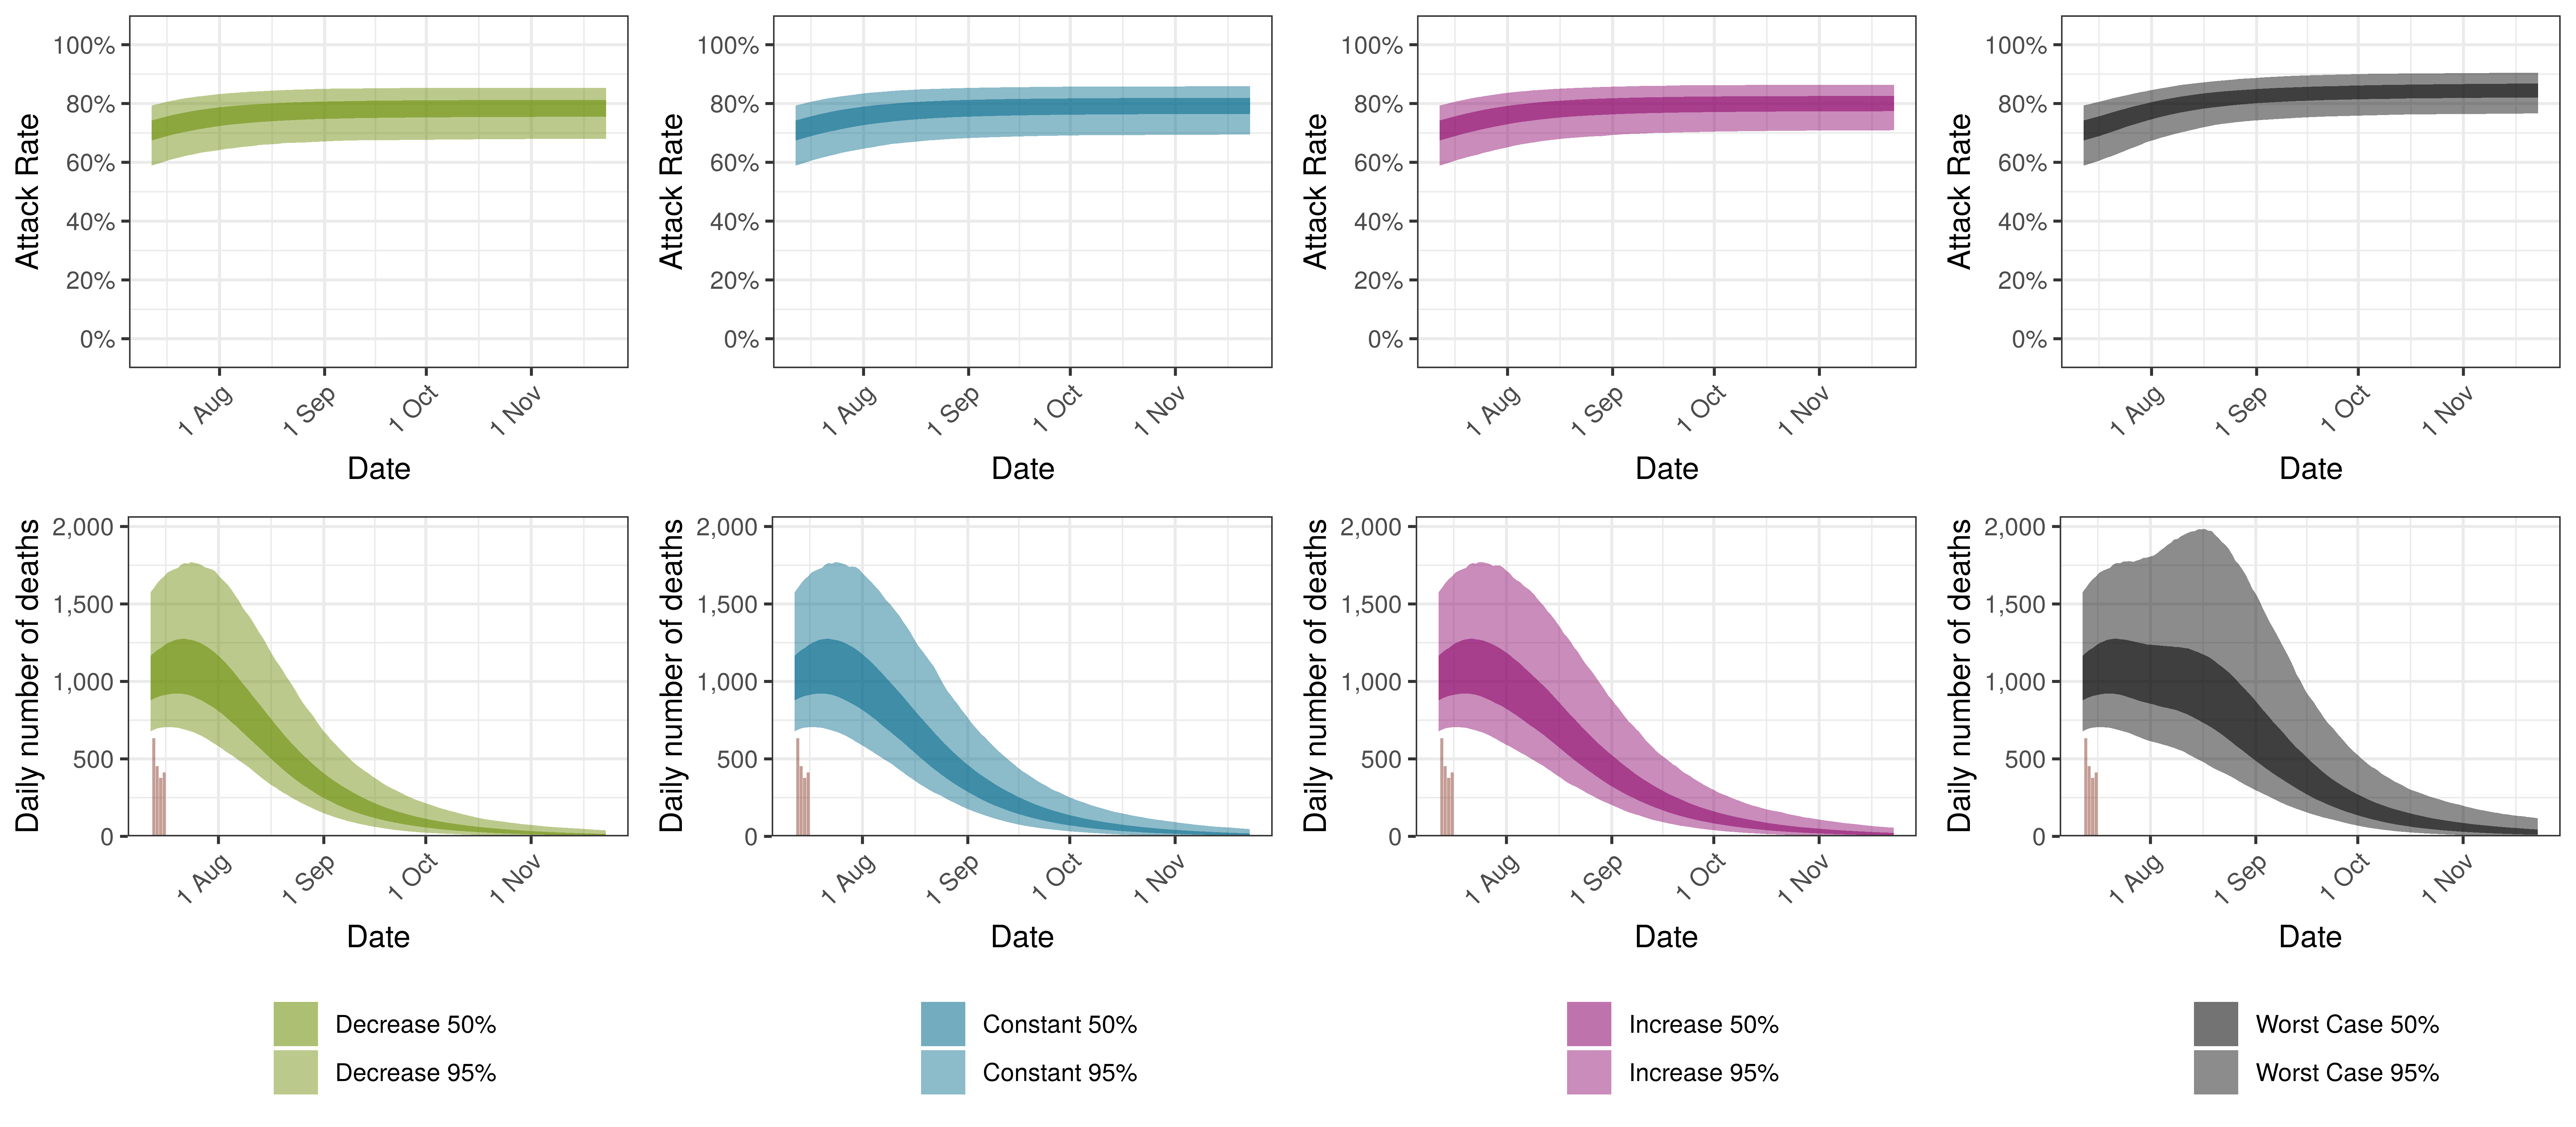 100%
80%
60%
40%
20%
0%
Attack Rate
1 Aug
1 Sep
1 Oct
1 Nov
Date
100%
80%
60%
40%
20%
0%
Attack Rate
1 Aug
1 Sep
1 Oct
1 Nov
Date
100%
80%
60%
40%
20%
0%
Attack Rate
1 Aug
1 Sep
1 Oct
1 Nov
Date
100%
80%
60%
40%
20%
0%
Attack Rate
1 Aug
1 Sep
1 Oct
1 Nov
Date
2,000
1,500
1,000
500
0
Daily number of deaths
1 Aug
1 Sep
1 Oct
1 Nov
Date
2,000
1,500
1,000
500
0
Daily number of deaths
1 Aug
1 Sep
1 Oct
1 Nov
Date
2,000
1,500
1,000
500
0
Daily number of deaths
1 Aug
1 Sep
1 Oct
1 Nov
Date
2,000
1,500
1,000
500
0
Daily number of deaths
1 Aug
1 Sep
1 Oct
1 Nov
Date
Decrease 50%
Decrease 95%
Constant 50%
Constant 95%
Increase 50%
Increase 95%
Worst Case 50%
Worst Case 95%